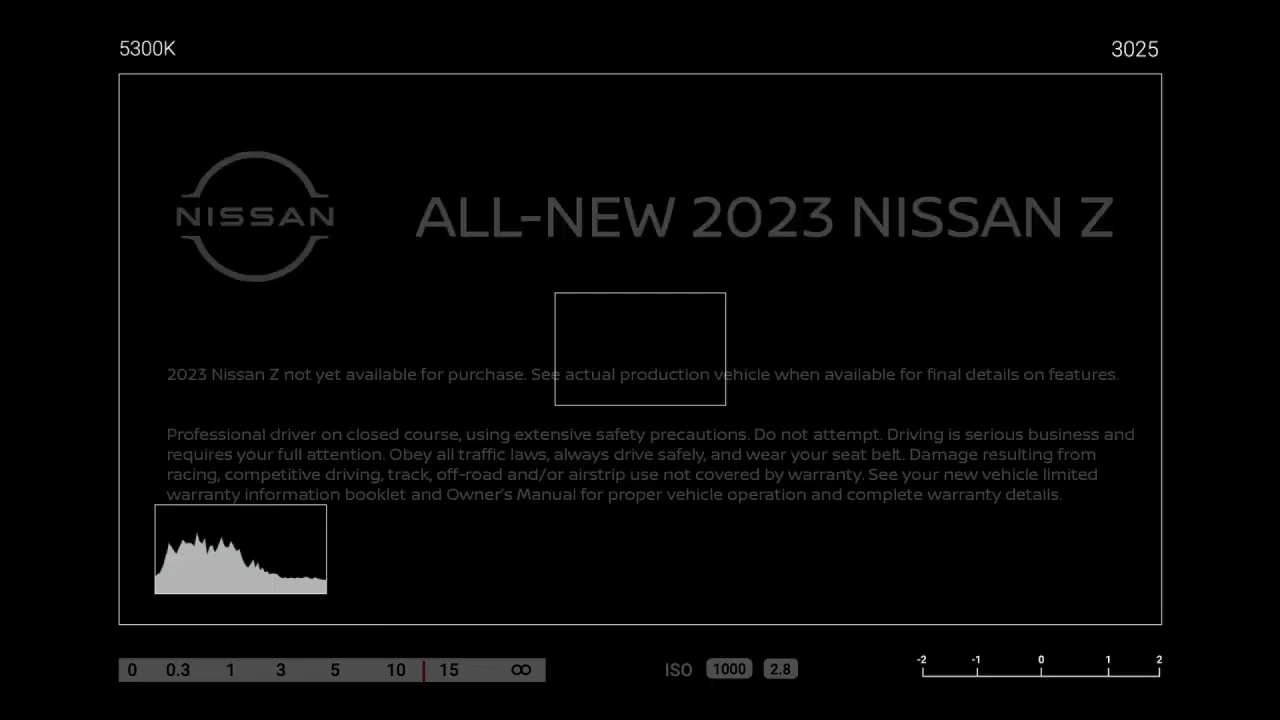 5300K
3025
NISSAN
ALL-NEW 2023 NISSAN Z
2023 Nissan Z not yet available for purchase. See actual production vehicle when available for final details on features.
Professional driver on closed course, using extensive safety precautions. Do not attempt. Driving is serious business and
requires your full attention. Obey all traffic laws, always drive safely, and wear your seat belt. Damage resulting from
racing, competitive driving, track, off-road and/or airstrip use not covered by warranty. See your new vehicle limited
warranty information booklet and Owner's Manual for proper vehicle operation and complete warranty details.
0 0.3 1 3 5 10 15 ∞
ISO 1000 2.8
-2 -1 0 1 2